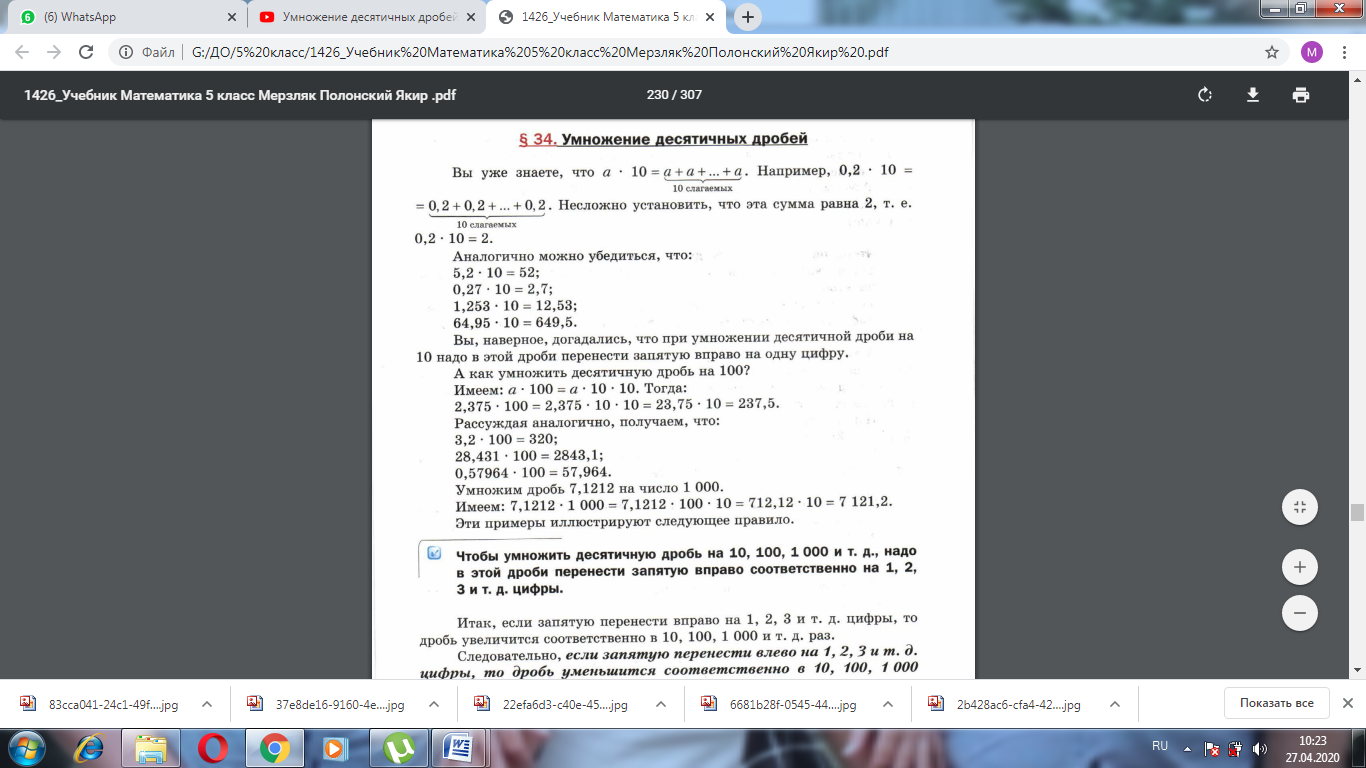 (6) WhatsApp
Умножение десятичных дробей
1426_Учебник Математика 5 кл
Файл
G:/ДО/5%20класс/1426_Учебник%20Математика%205%20класс%20Мерзляк%20Полонский%20Якир%20.pdf
M
1426_Учебник Математика 5 класс Мерзляк Полонский Якир .pdf
230 / 307
§ 34. Умножение десятичных дробей
Вы уже знаете, что a · 10 = a + a + ... + a. Например, 0,2 · 10 =
10 слагаемых
= 0,2 + 0,2 + ... + 0,2. Несложно установить, что эта сумма равна 2, т. е.
10 слагаемых
0,2 · 10 = 2.
Аналогично можно убедиться, что:
5,2 · 10 = 52;
0,27 · 10 = 2,7;
1,253 · 10 = 12,53;
64,95 · 10 = 649,5.
Вы, наверное, догадались, что при умножении десятичной дроби на
10 надо в этой дроби перенести запятую вправо на одну цифру.
А как умножить десятичную дробь на 100?
Имеем: a · 100 = a · 10 · 10. Тогда:
2,375 · 100 = 2,375 · 10 · 10 = 23,75 · 10 = 237,5.
Рассуждая аналогично, получаем, что:
3,2 · 100 = 320;
28,431 · 100 = 2843,1;
0,57964 · 100 = 57,964.
Умножим дробь 7,1212 на число 1 000.
Имеем: 7,1212 · 1 000 = 7,1212 · 100 · 10 = 712,12 · 10 = 7 121,2.
Эти примеры иллюстрируют следующее правило.
Чтобы умножить десятичную дробь на 10, 100, 1 000 и т. д., надо
в этой дроби перенести запятую вправо соответственно на 1, 2,
3 и т. д. цифры.
Итак, если запятую перенести вправо на 1, 2, 3 и т. д. цифры, то
дробь увеличится соответственно в 10, 100, 1 000 и т. д. раз.
Следовательно, если запятую перенести влево на 1, 2, 3 и т. д.
цифры, то дробь уменьшится соответственно в 10, 100, 1 000
83cca041-24c1-49f....jpg
37e8de16-9160-4e....jpg
22efa6d3-c40e-45....jpg
6681b28f-0545-44....jpg
2b428ac6-cfa4-42....jpg
Показать все
RU
10:23
27.04.2020